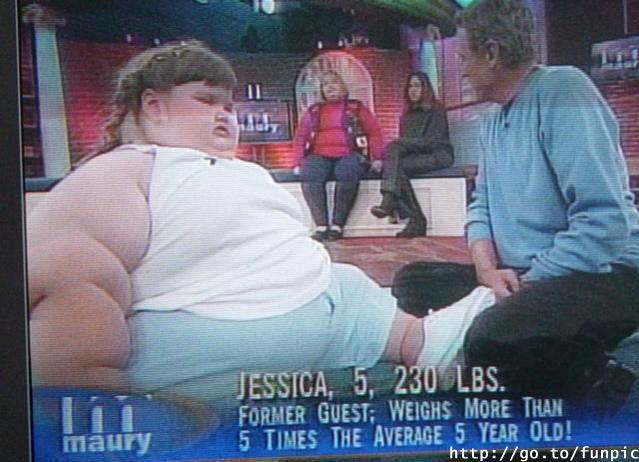 JESSICA, 5, 230 LBS.
FORMER GUEST; WEIGHS MORE THAN
5 TIMES THE AVERAGE 5 YEAR OLD!
m
maury
maury
http://go.to/funpic